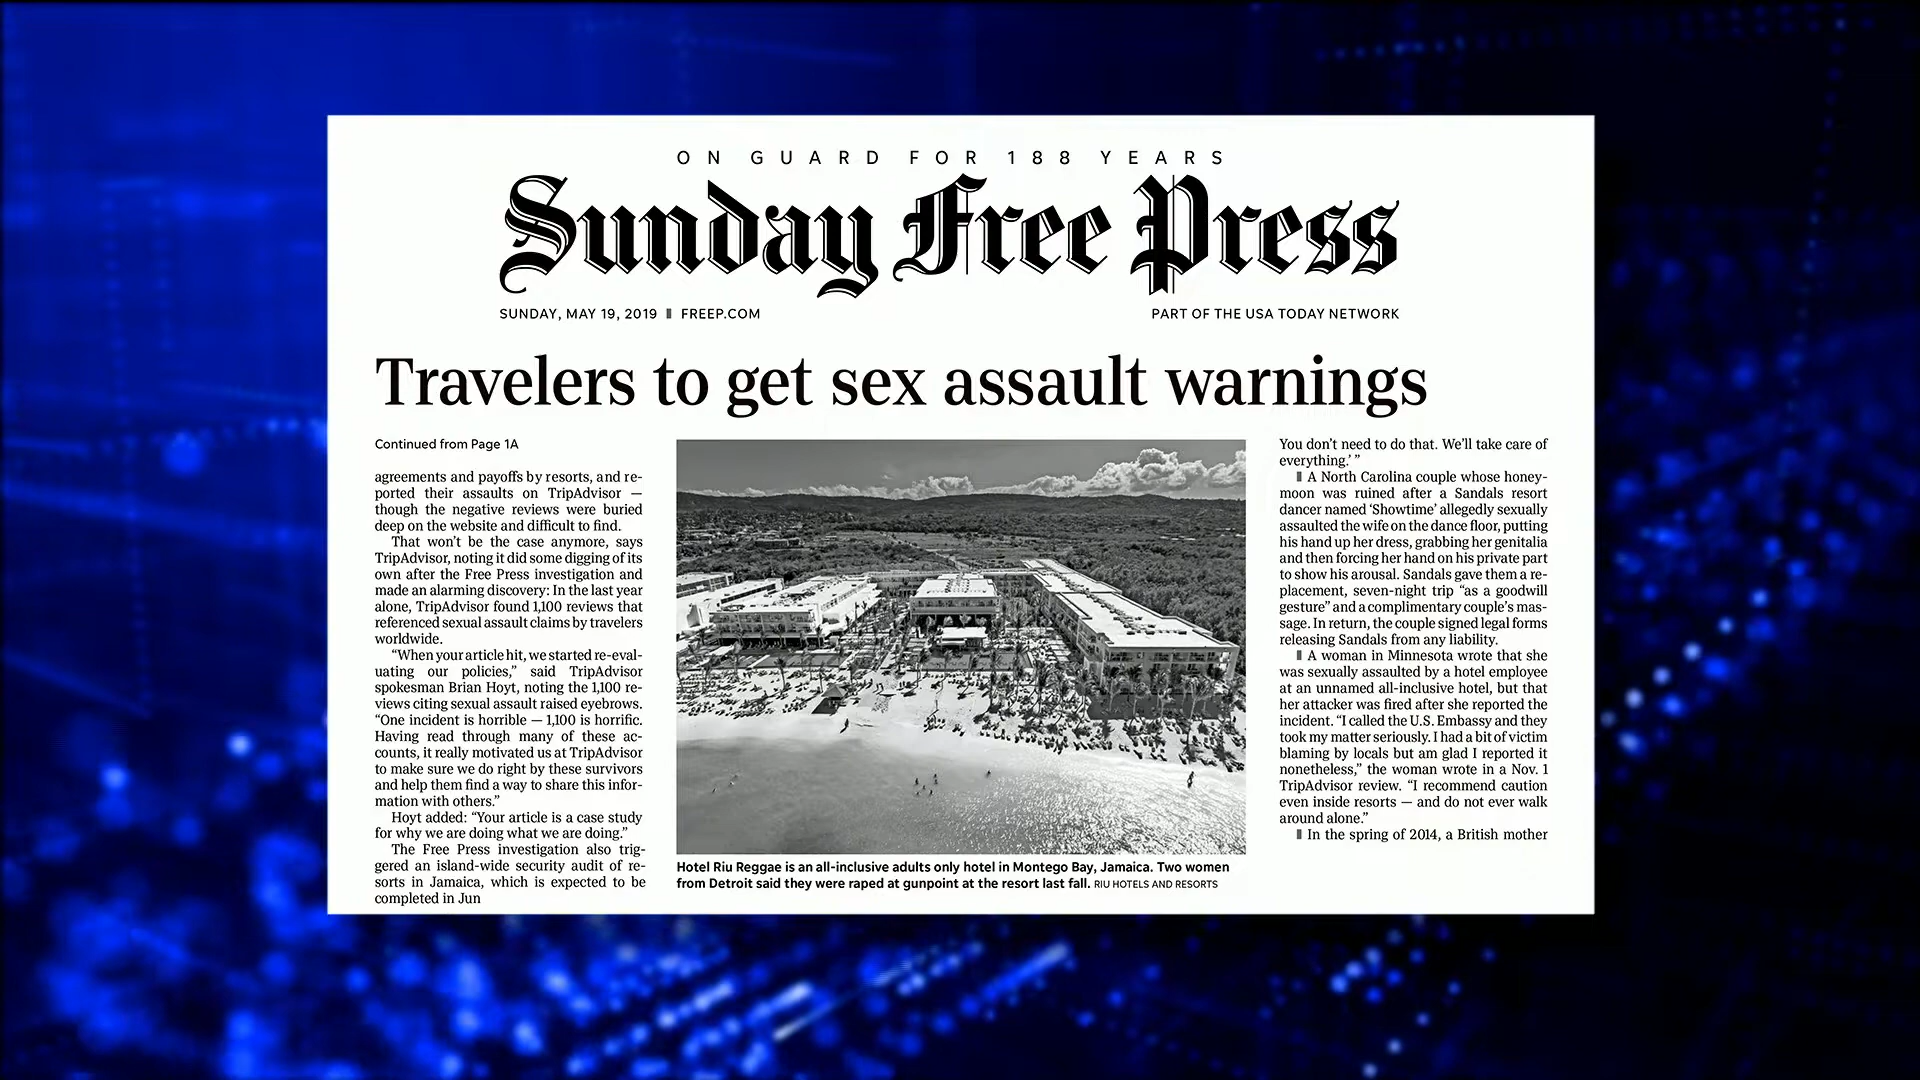 ON GUARD FOR 188 YEARS
Sunday Free Press
SUNDAY, MAY 19, 2019 ▮ FREEP.COM
PART OF THE USA TODAY NETWORK
Travelers to get sex assault warnings
Continued from Page 1A
agreements and payoffs by resorts, and re-
ported their assaults on TripAdvisor —
though the negative reviews were buried
deep on the website and difficult to find.
That won’t be the case anymore, says
TripAdvisor, noting it did some digging of its
own after the Free Press investigation and
made an alarming discovery: In the last year
alone, TripAdvisor found 1,100 reviews that
referenced sexual assault claims by travelers
worldwide.
“When your article hit, we started re-eval-
uating our policies,” said TripAdvisor
spokesman Brian Hoyt, noting the 1,100 re-
views citing sexual assault raised eyebrows.
“One incident is horrible — 1,100 is horrific.
Having read through many of these ac-
counts, it really motivated us at TripAdvisor
to make sure we do right by these survivors
and help them find a way to share this infor-
mation with others.”
Hoyt added: “Your article is a case study
for why we are doing what we are doing.”
The Free Press investigation also trig-
gered an island-wide security audit of re-
sorts in Jamaica, which is expected to be
completed in Jun
Hotel Riu Reggae is an all-inclusive adults only hotel in Montego Bay, Jamaica. Two women
from Detroit said they were raped at gunpoint at the resort last fall. RIU HOTELS AND RESORTS
You don’t need to do that. We’ll take care of
everything.’ ”
▮ A North Carolina couple whose honey-
moon was ruined after a Sandals resort
dancer named ‘Showtime’ allegedly sexually
assaulted the wife on the dance floor, putting
his hand up her dress, grabbing her genitalia
and then forcing her hand on his private part
to show his arousal. Sandals gave them a re-
placement, seven-night trip “as a goodwill
gesture” and a complimentary couple’s mas-
sage. In return, the couple signed legal forms
releasing Sandals from any liability.
▮ A woman in Minnesota wrote that she
was sexually assaulted by a hotel employee
at an unnamed all-inclusive hotel, but that
her attacker was fired after she reported the
incident. “I called the U.S. Embassy and they
took my matter seriously. I had a bit of victim
blaming by locals but am glad I reported it
nonetheless,” the woman wrote in a Nov. 1
TripAdvisor review. “I recommend caution
even inside resorts — and do not ever walk
around alone.”
▮ In the spring of 2014, a British mother